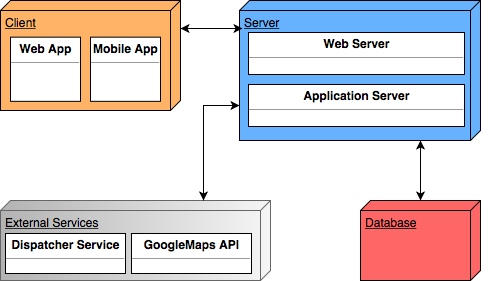 Client
Web App
Mobile App
Server
Web Server
Application Server
External Services
Dispatcher Service
GoogleMaps API
Database